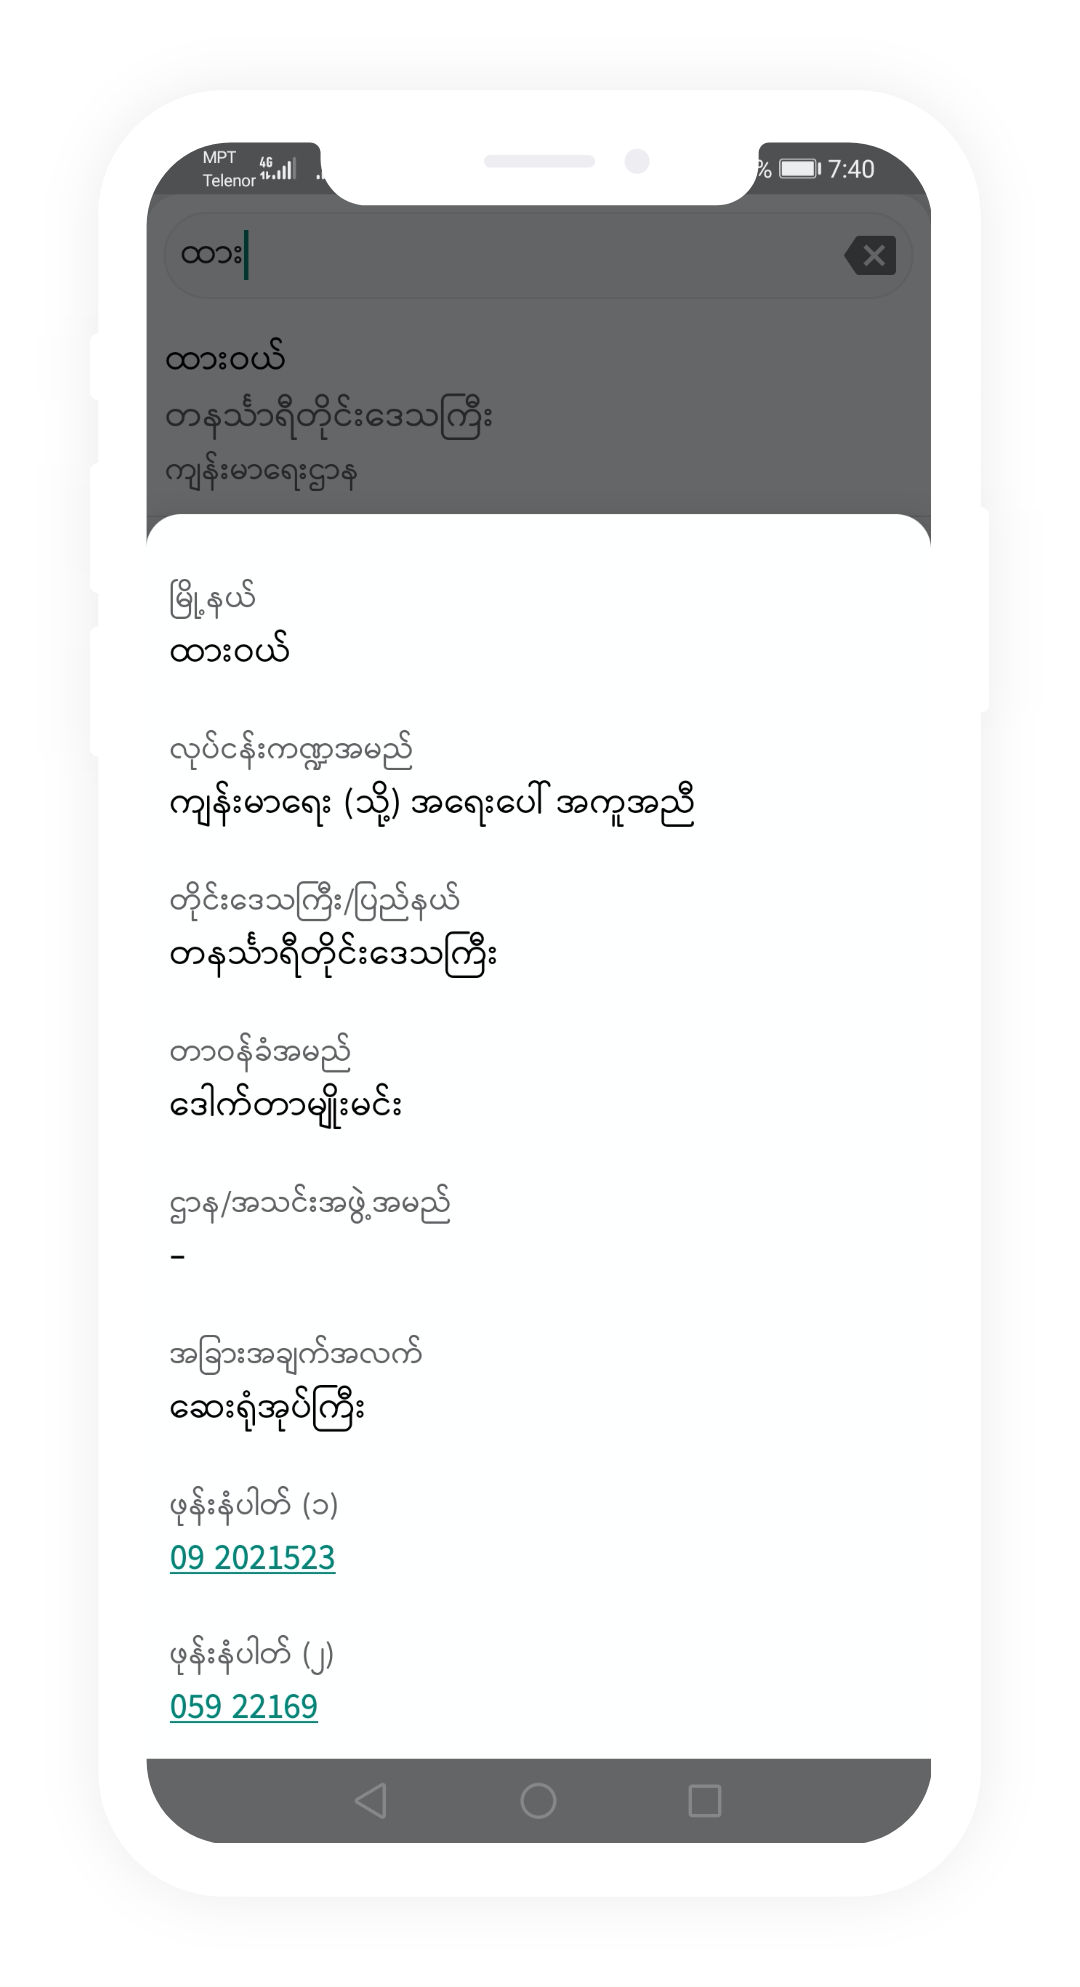 MPT
4G
Telenor
% 7:40
ထား
ထားဝယ်
တနင်္သာရီတိုင်းဒေသကြီး
ကျန်းမာရေးဌာန
မြို့နယ်
ထားဝယ်
လုပ်ငန်းကဏ္ဍအမည်
ကျန်းမာရေး (သို့) အရေးပေါ် အကူအညီ
တိုင်းဒေသကြီး/ပြည်နယ်
တနင်္သာရီတိုင်းဒေသကြီး
တာဝန်ခံအမည်
ဒေါက်တာမျိုးမင်း
ဌာန/အသင်းအဖွဲ့အမည်
–
အခြားအချက်အလက်
ဆေးရုံအုပ်ကြီး
ဖုန်းနံပါတ် (၁)
09 2021523
ဖုန်းနံပါတ် (၂)
059 22169